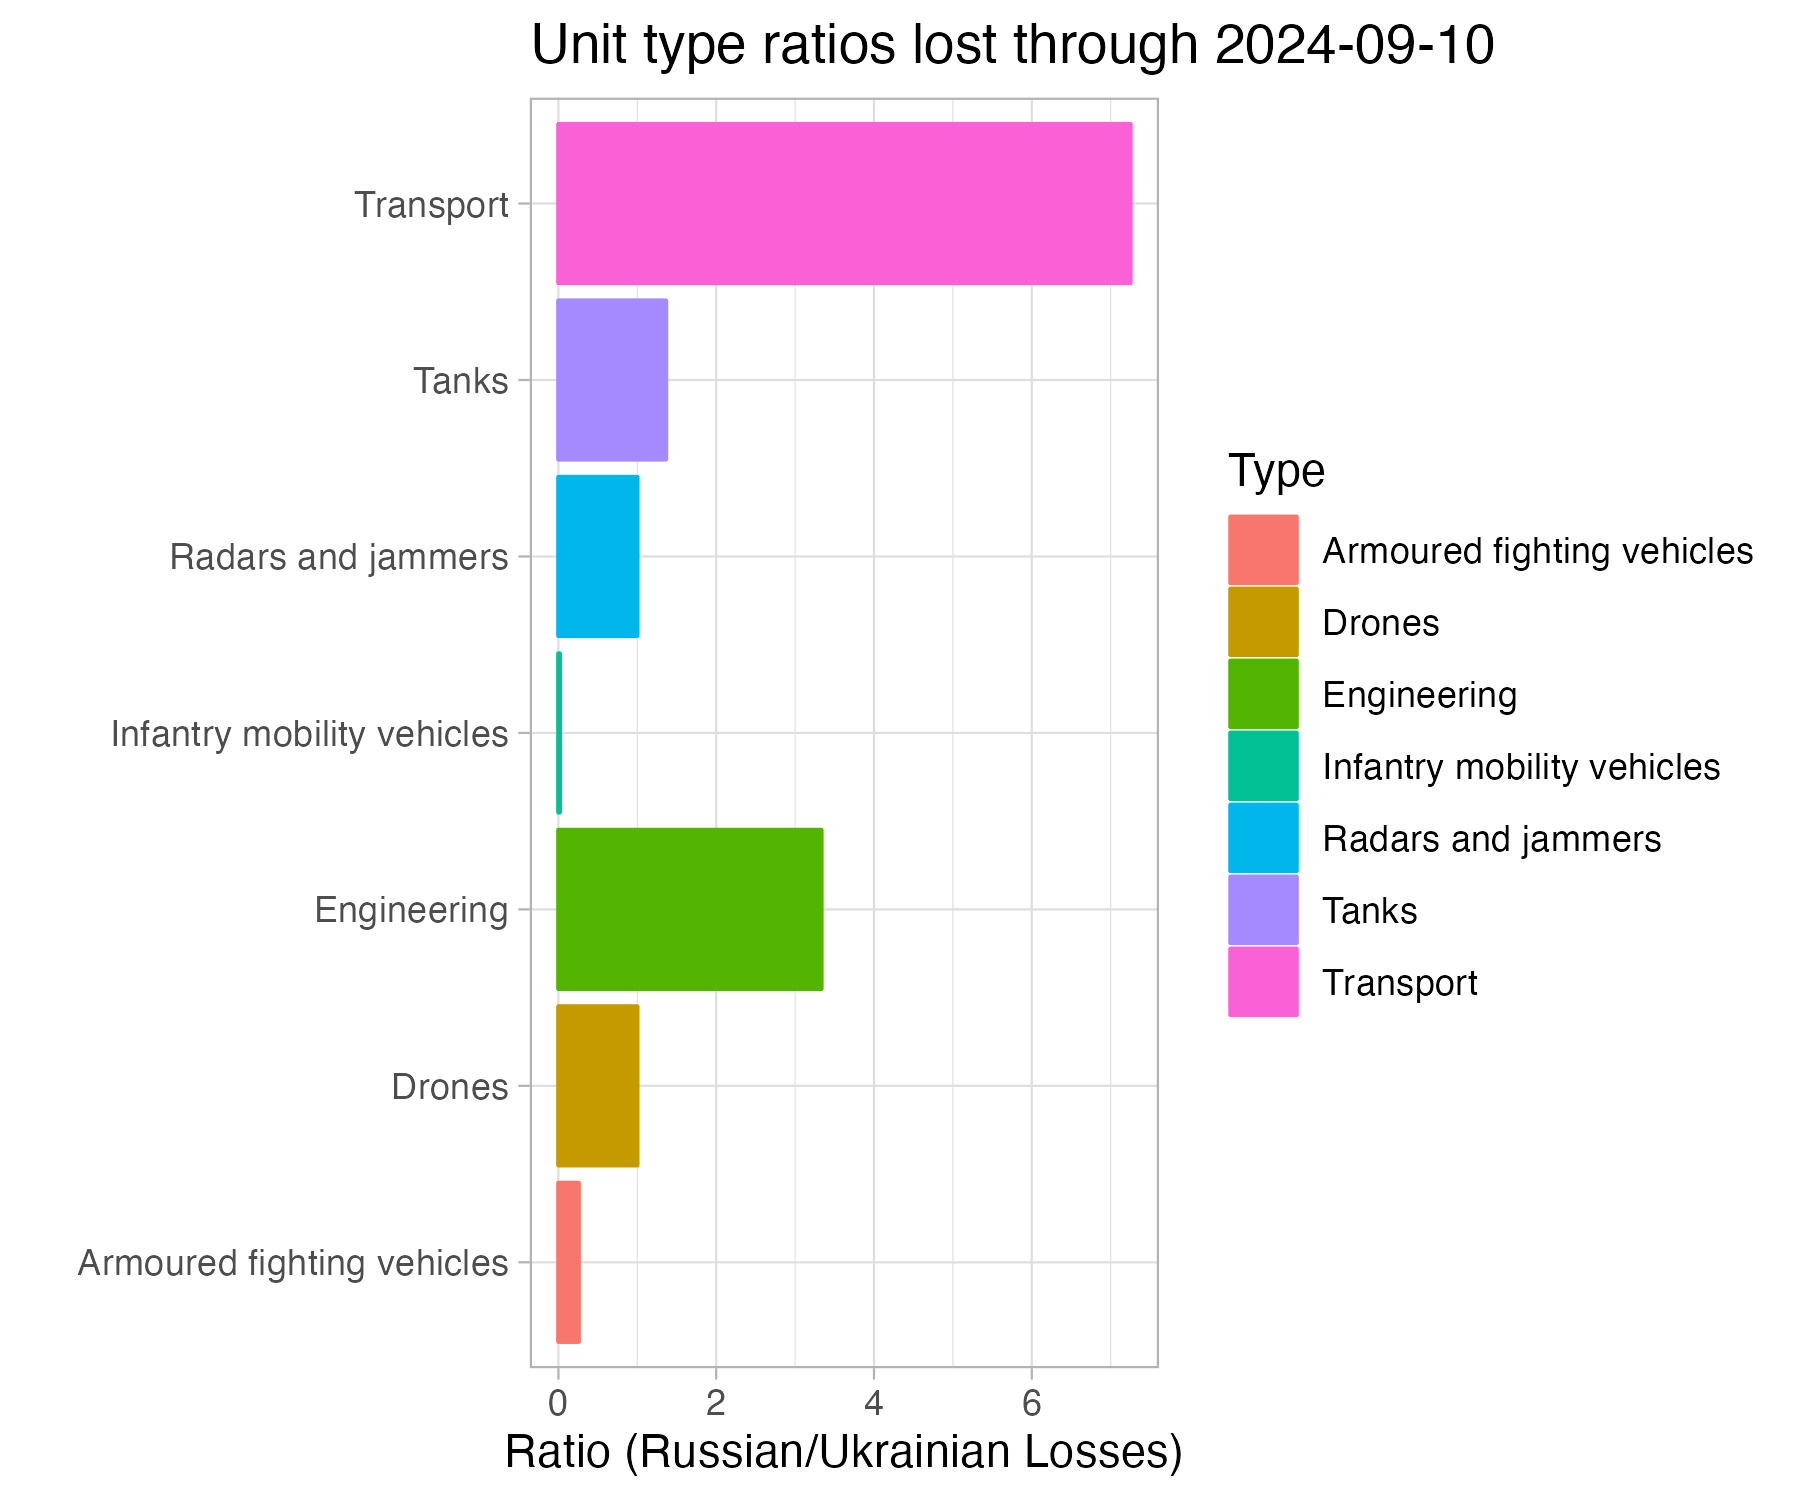 Unit type ratios lost through 2024-09-10
Transport
Tanks
Radars and jammers
Infantry mobility vehicles
Engineering
Drones
Armoured fighting vehicles
0 2 4 6
Ratio (Russian/Ukrainian Losses)
Type
Armoured fighting vehicles
Drones
Engineering
Infantry mobility vehicles
Radars and jammers
Tanks
Transport